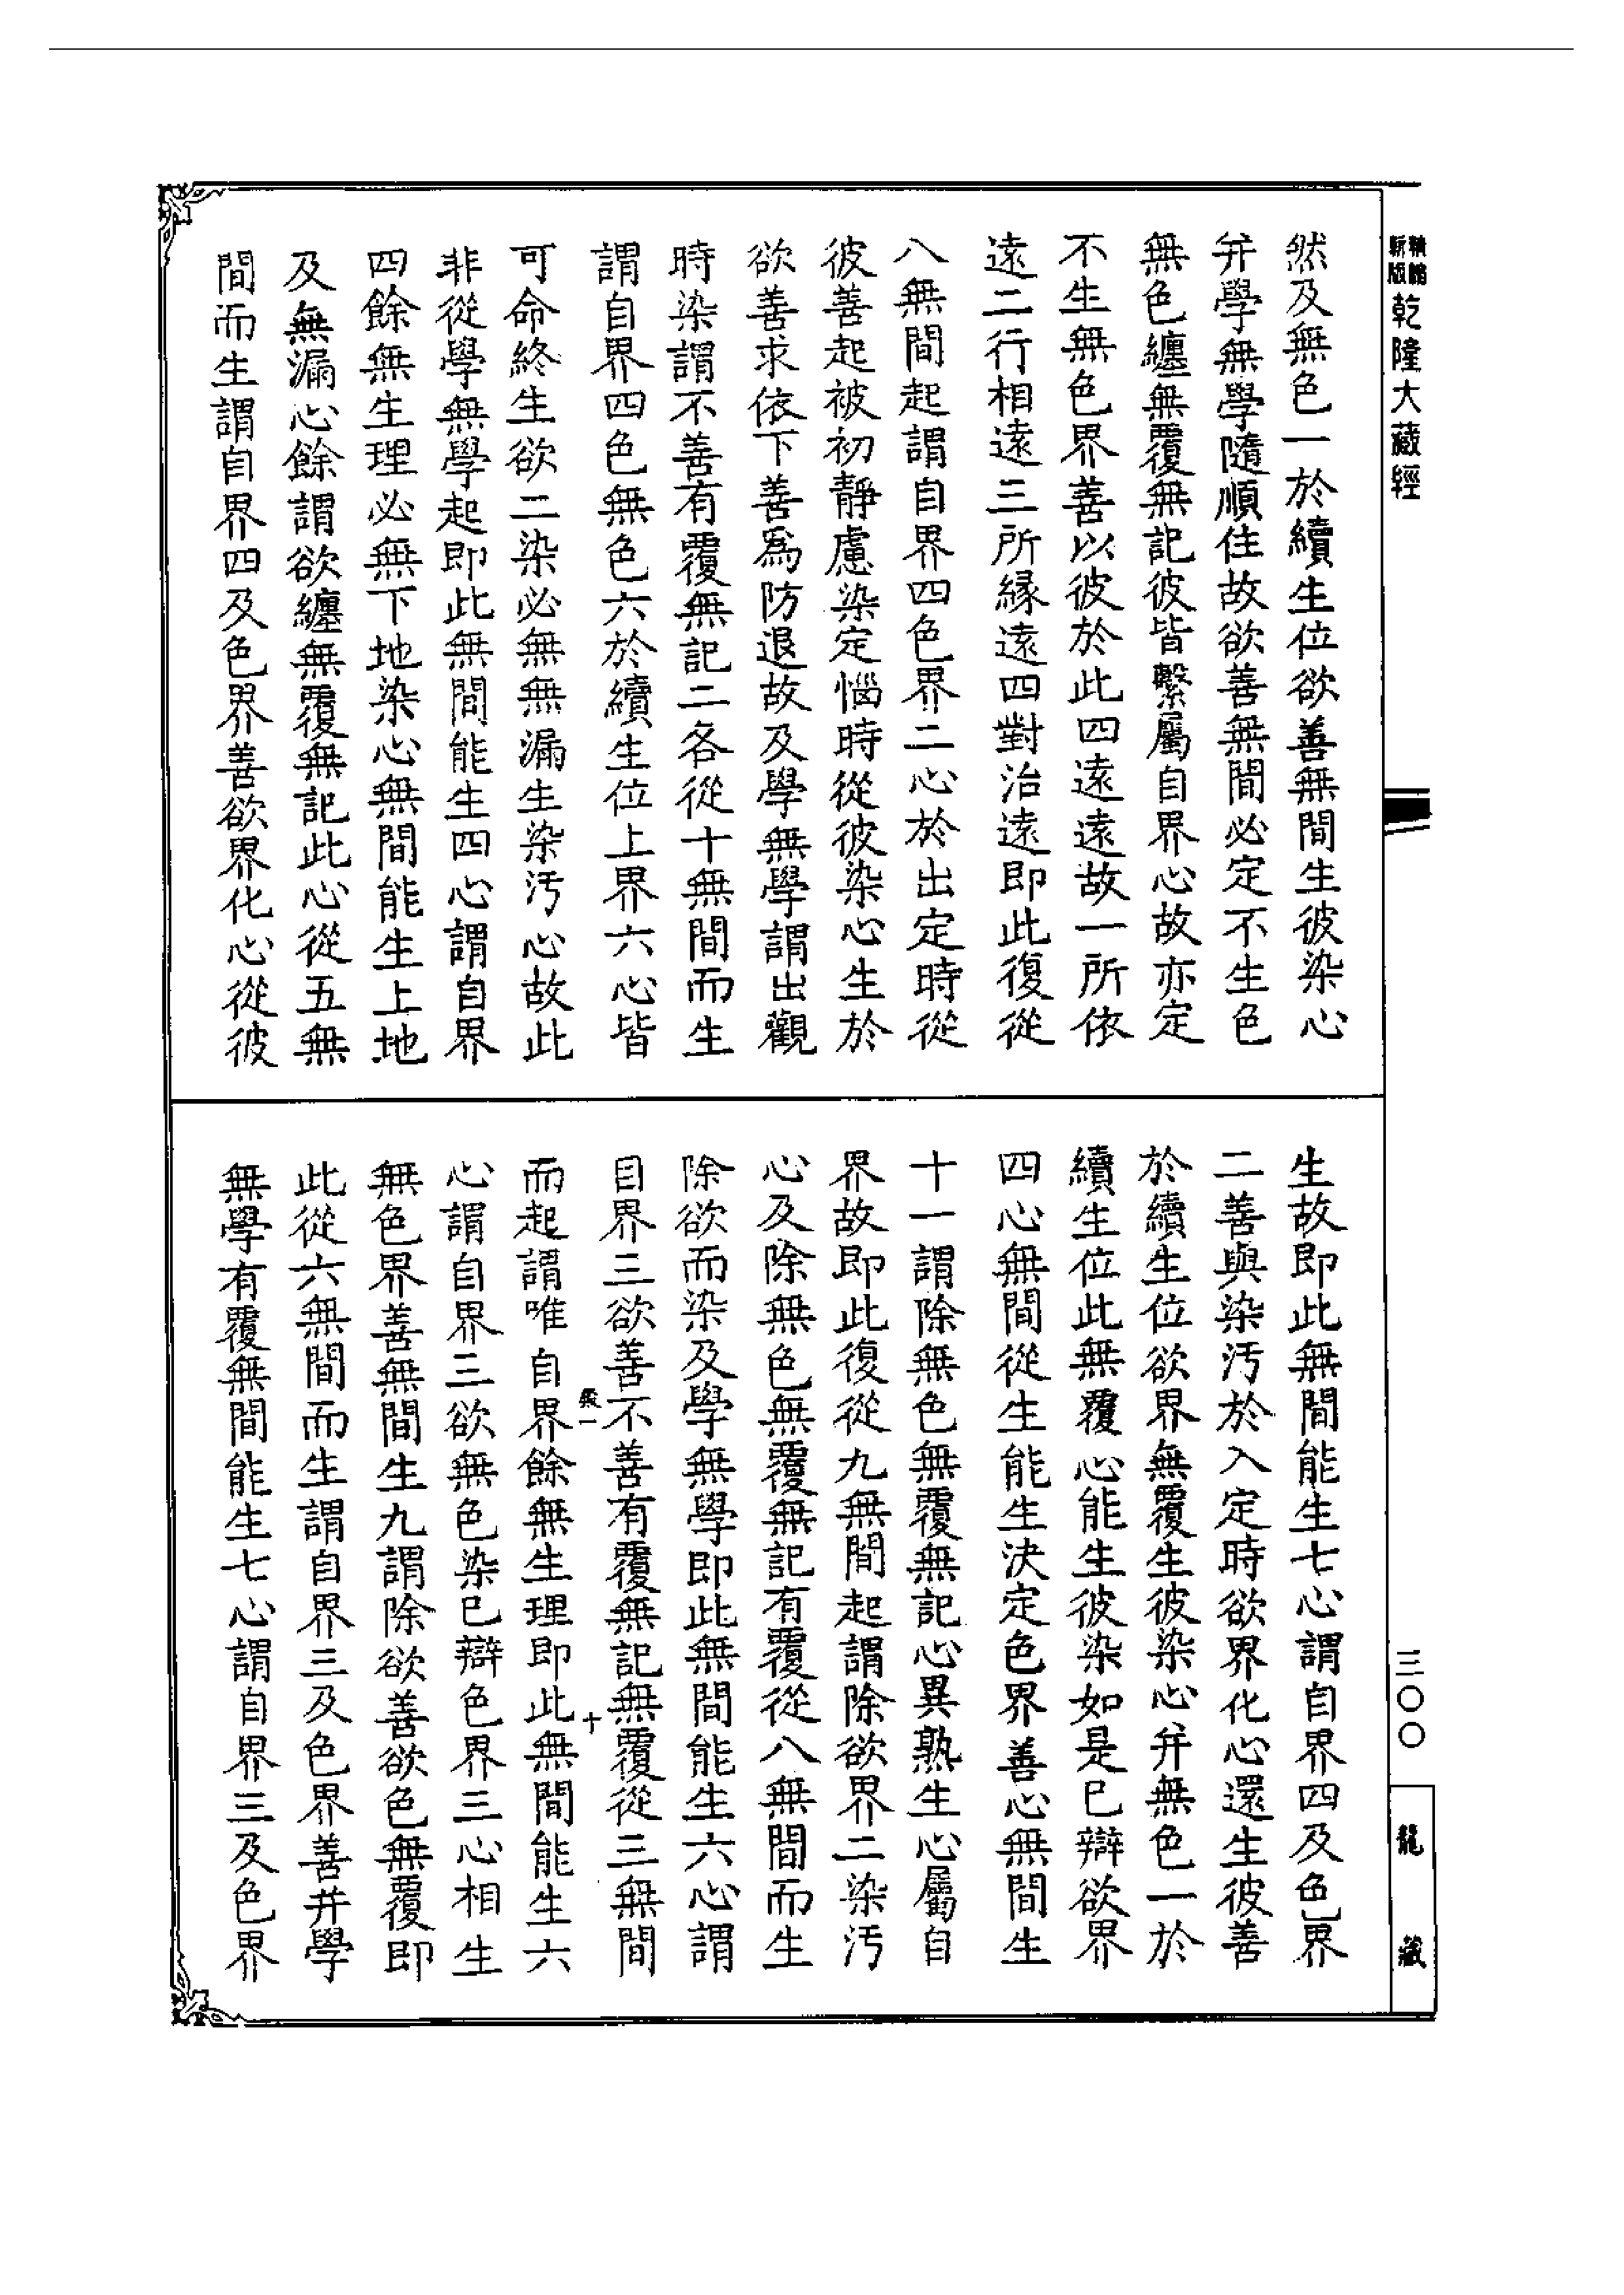 精縮
新版
乾隆大藏經
三〇〇
龍藏
然及無色一於續生位欲善無間生彼染心
并學無學隨順住故欲善無間必定不生色
無色纏無覆無記彼皆繫屬自界心故亦定
不生無色界善以彼於此四遠遠故一所依
遠二行相遠三所緣遠四對治遠即此復從
八無間起謂自界四色界二心於出定時從
彼善起被初靜慮染定惱時從彼染心生於
欲善求依下善爲防退故及學無學謂出觀
時染謂不善有覆無記二各從十無間而生
謂自界四色無色六於續生位上界六心皆
可命終生欲二染必無無漏生染汚心故此
非從學無學起即此無間能生四心謂自界
四餘無生理必無下地染心無間能生上地
及無漏心餘謂欲纏無覆無記此心從五無
間而生謂自界四及色界善欲界化心從彼
生故即此無間能生七心謂自界四及色界
二善與染汚於入定時欲界化心還生彼善
於續生位欲界無覆生彼染心并無色一於
續生位此無覆心能生彼染如是巳辯欲界
四心無間從生能生決定色界善心無間生
十一謂除無色無覆無記心異熟生心屬自
界故即此復從九無間起謂除欲界二染汚
心及除無色無覆無記有覆從八無間而生
除欲而染及學無學即此無間能生六心謂
自界三欲善不善有覆無記無覆從三無間
而起謂唯自界餘無生理即此無間能生六
心謂自界三欲無色染巳辯色界三心相生
無色界善無間生九謂除欲善欲色無覆即
此從六無間而生謂自界三及色界善并學
無學有覆無間能生七心謂自界三及色界
十